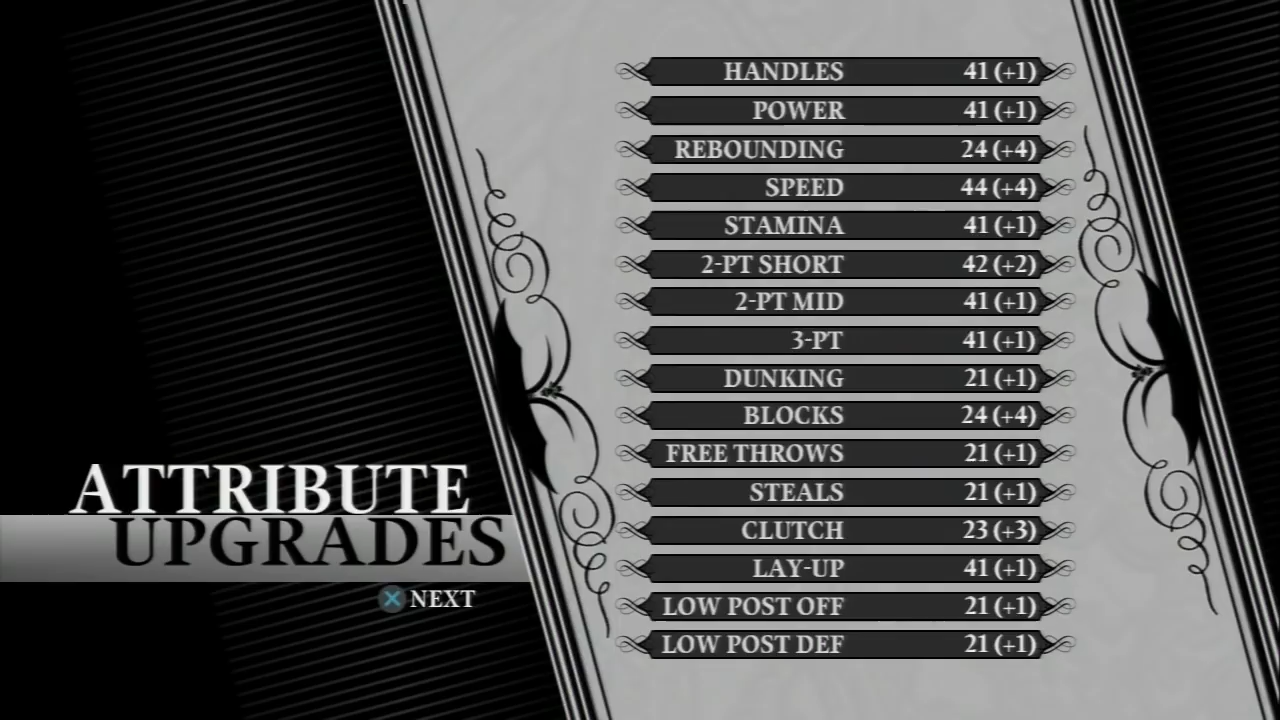 HANDLES 41 (+1)
POWER 41 (+1)
REBOUNDING 24 (+4)
SPEED 44 (+4)
STAMINA 41 (+1)
2-PT SHORT 42 (+2)
2-PT MID 41 (+1)
3-PT 41 (+1)
DUNKING 21 (+1)
BLOCKS 24 (+4)
FREE THROWS 21 (+1)
STEALS 21 (+1)
CLUTCH 23 (+3)
LAY-UP 41 (+1)
LOW POST OFF 21 (+1)
LOW POST DEF 21 (+1)
ATTRIBUTE
UPGRADES
NEXT